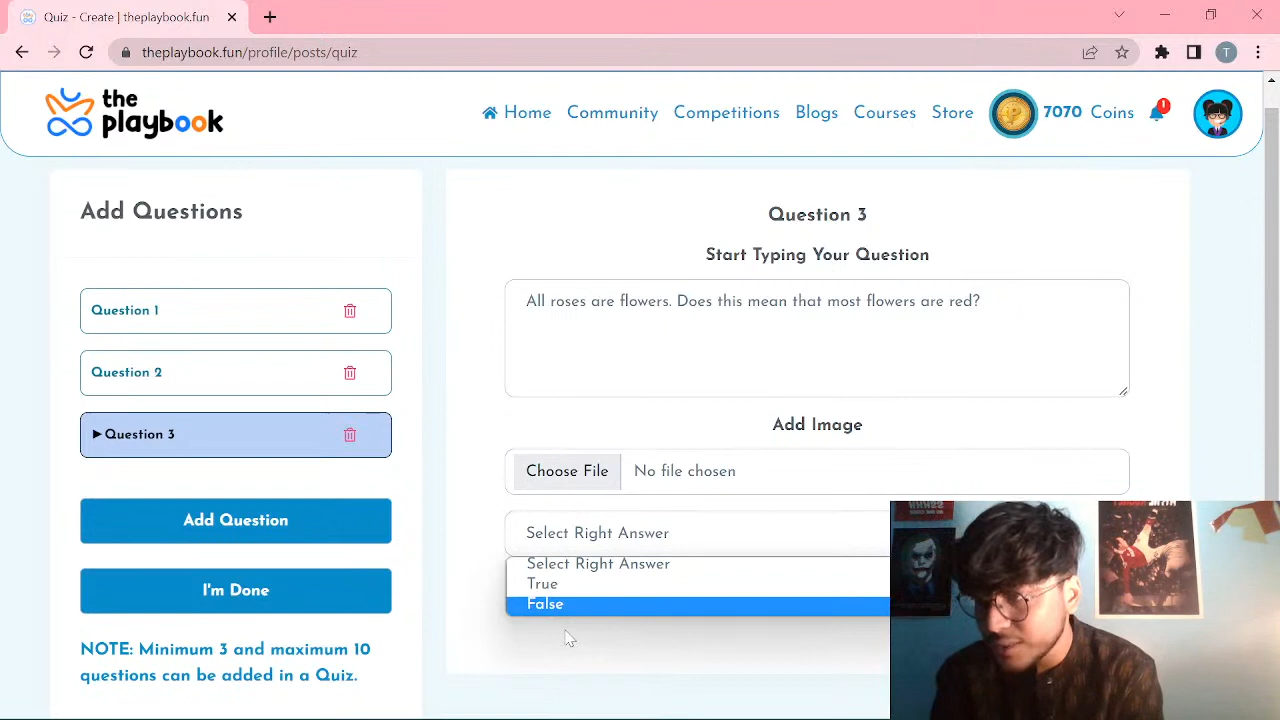 Quiz - Create | theplaybook.fun
theplaybook.fun/profile/posts/quiz
T
the playbook
Home Community Competitions Blogs Courses Store 7070 Coins 1
Add Questions
Question 1
Question 2
►Question 3
Add Question
I'm Done
NOTE: Minimum 3 and maximum 10
questions can be added in a Quiz.
Question 3
Start Typing Your Question
All roses are flowers. Does this mean that most flowers are red?
Add Image
Choose File No file chosen
Select Right Answer
Select Right Answer
True
False